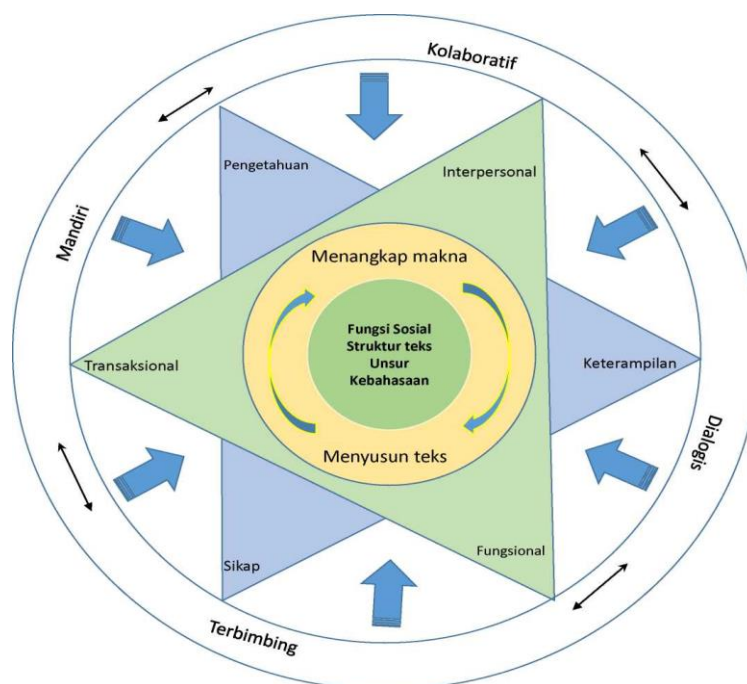 Kolaboratif
Pengetahuan
Interpersonal
Mandiri
Menangkap makna
Fungsi Sosial
Struktur teks
Unsur
Kebahasaan
Transaksional
Keterampilan
Dialogis
Menyusun teks
Fungsional
Sikap
Terbimbing